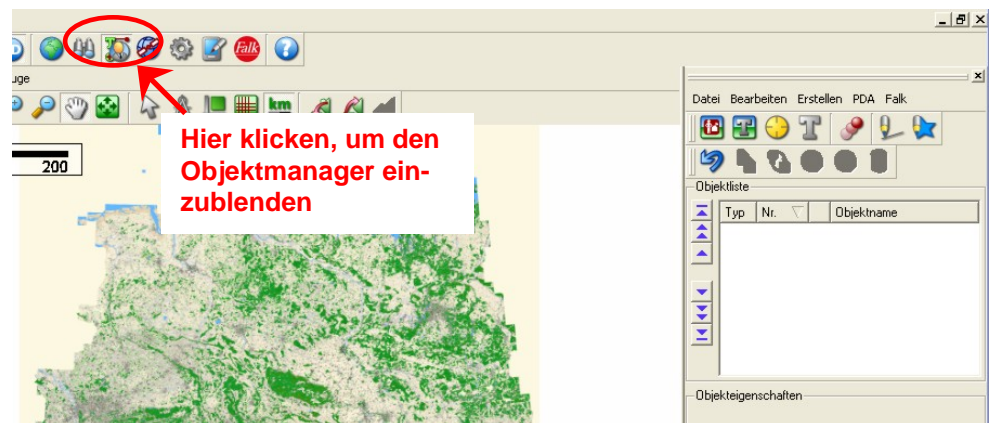 Falk
uge
km
200
Hier klicken, um den
Objektmanager ein-
zublenden
Datei Bearbeiten Erstellen PDA Falk
Objektliste
Typ Nr. Objektname
Objekteigenschaften